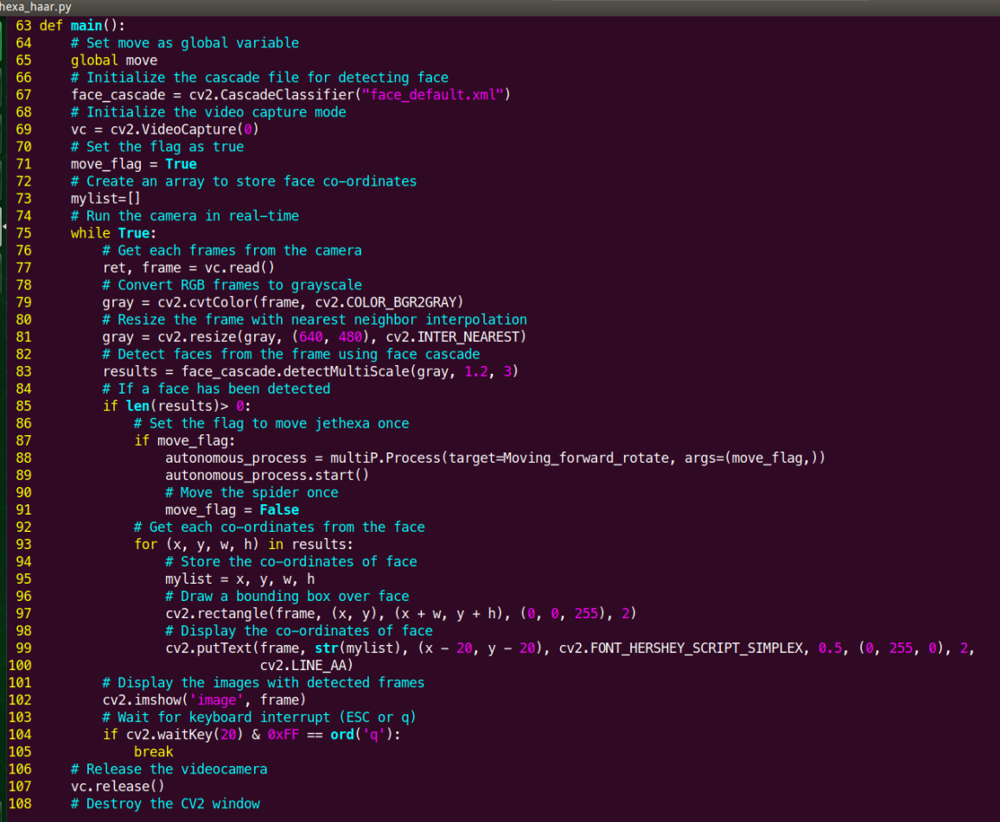 hexa_haar.py
63 def main():
64     # Set move as global variable
65     global move
66     # Initialize the cascade file for detecting face
67     face_cascade = cv2.CascadeClassifier("face_default.xml")
68     # Initialize the video capture mode
69     vc = cv2.VideoCapture(0)
70     # Set the flag as true
71     move_flag = True
72     # Create an array to store face co-ordinates
73     mylist=[]
74     # Run the camera in real-time
75     while True:
76         # Get each frames from the camera
77         ret, frame = vc.read()
78         # Convert RGB frames to grayscale
79         gray = cv2.cvtColor(frame, cv2.COLOR_BGR2GRAY)
80         # Resize the frame with nearest neighbor interpolation
81         gray = cv2.resize(gray, (640, 480), cv2.INTER_NEAREST)
82         # Detect faces from the frame using face cascade
83         results = face_cascade.detectMultiScale(gray, 1.2, 3)
84         # If a face has been detected
85         if len(results)> 0:
86             # Set the flag to move jethexa once
87             if move_flag:
88                 autonomous_process = multiP.Process(target=Moving_forward_rotate, args=(move_flag,))
89                 autonomous_process.start()
90                 # Move the spider once
91                 move_flag = False
92             # Get each co-ordinates from the face
93             for (x, y, w, h) in results:
94                 # Store the co-ordinates of face
95                 mylist = x, y, w, h
96                 # Draw a bounding box over face
97                 cv2.rectangle(frame, (x, y), (x + w, y + h), (0, 0, 255), 2)
98                 # Display the co-ordinates of face
99                 cv2.putText(frame, str(mylist), (x - 20, y - 20), cv2.FONT_HERSHEY_SCRIPT_SIMPLEX, 0.5, (0, 255, 0), 2,
100                             cv2.LINE_AA)
101         # Display the images with detected frames
102         cv2.imshow('image', frame)
103         # Wait for keyboard interrupt (ESC or q)
104         if cv2.waitKey(20) & 0xFF == ord('q'):
105             break
106     # Release the videocamera
107     vc.release()
108     # Destroy the CV2 window